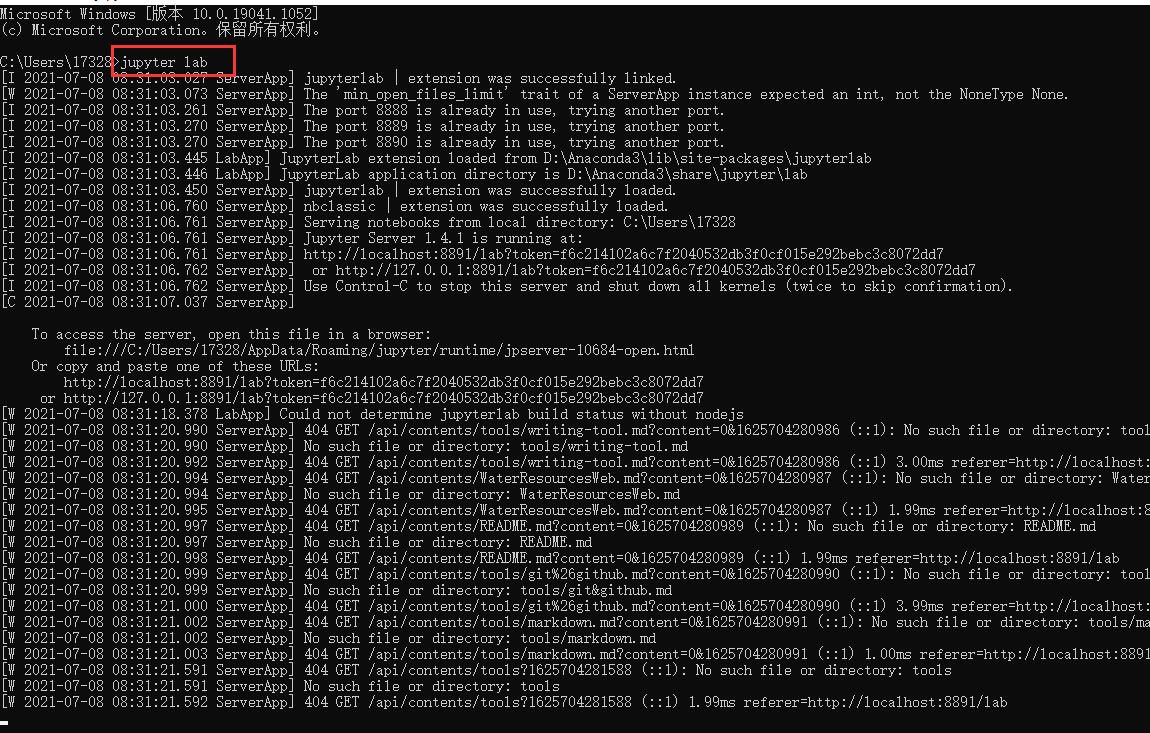 Microsoft Windows [版本 10.0.19041.1052]
(c) Microsoft Corporation。保留所有权利。
C:\Users\17328>jupyter lab
[I 2021-07-08 08:31:03.027 ServerApp] jupyterlab | extension was successfully linked.
[W 2021-07-08 08:31:03.073 ServerApp] The 'min_open_files_limit' trait of a ServerApp instance expected an int, not the NoneType None.
[I 2021-07-08 08:31:03.261 ServerApp] The port 8888 is already in use, trying another port.
[I 2021-07-08 08:31:03.270 ServerApp] The port 8889 is already in use, trying another port.
[I 2021-07-08 08:31:03.270 ServerApp] The port 8890 is already in use, trying another port.
[I 2021-07-08 08:31:03.445 LabApp] JupyterLab extension loaded from D:\Anaconda3\lib\site-packages\jupyterlab
[I 2021-07-08 08:31:03.446 LabApp] JupyterLab application directory is D:\Anaconda3\share\jupyter\lab
[I 2021-07-08 08:31:03.450 ServerApp] jupyterlab | extension was successfully loaded.
[I 2021-07-08 08:31:06.760 ServerApp] nbclassic | extension was successfully loaded.
[I 2021-07-08 08:31:06.761 ServerApp] Serving notebooks from local directory: C:\Users\17328
[I 2021-07-08 08:31:06.761 ServerApp] Jupyter Server 1.4.1 is running at:
[I 2021-07-08 08:31:06.761 ServerApp] http://localhost:8891/lab?token=f6c214102a6c7f2040532db3f0cf015e292bebc3c8072dd7
[I 2021-07-08 08:31:06.762 ServerApp]  or http://127.0.0.1:8891/lab?token=f6c214102a6c7f2040532db3f0cf015e292bebc3c8072dd7
[I 2021-07-08 08:31:06.762 ServerApp] Use Control-C to stop this server and shut down all kernels (twice to skip confirmation).
[C 2021-07-08 08:31:07.037 ServerApp]
To access the server, open this file in a browser:
file:///C:/Users/17328/AppData/Roaming/jupyter/runtime/jpserver-10684-open.html
Or copy and paste one of these URLs:
http://localhost:8891/lab?token=f6c214102a6c7f2040532db3f0cf015e292bebc3c8072dd7
or http://127.0.0.1:8891/lab?token=f6c214102a6c7f2040532db3f0cf015e292bebc3c8072dd7
[W 2021-07-08 08:31:18.378 LabApp] Could not determine jupyterlab build status without nodejs
[W 2021-07-08 08:31:20.990 ServerApp] 404 GET /api/contents/tools/writing-tool.md?content=0&1625704280986 (::1): No such file or directory: tool
[W 2021-07-08 08:31:20.990 ServerApp] No such file or directory: tools/writing-tool.md
[W 2021-07-08 08:31:20.992 ServerApp] 404 GET /api/contents/tools/writing-tool.md?content=0&1625704280986 (::1) 3.00ms referer=http://localhost:
[W 2021-07-08 08:31:20.994 ServerApp] 404 GET /api/contents/WaterResourcesWeb.md?content=0&1625704280987 (::1): No such file or directory: Water
[W 2021-07-08 08:31:20.994 ServerApp] No such file or directory: WaterResourcesWeb.md
[W 2021-07-08 08:31:20.995 ServerApp] 404 GET /api/contents/WaterResourcesWeb.md?content=0&1625704280987 (::1) 1.99ms referer=http://localhost:8
[W 2021-07-08 08:31:20.997 ServerApp] 404 GET /api/contents/README.md?content=0&1625704280989 (::1): No such file or directory: README.md
[W 2021-07-08 08:31:20.997 ServerApp] No such file or directory: README.md
[W 2021-07-08 08:31:20.998 ServerApp] 404 GET /api/contents/README.md?content=0&1625704280989 (::1) 1.99ms referer=http://localhost:8891/lab
[W 2021-07-08 08:31:20.999 ServerApp] 404 GET /api/contents/tools/git%26github.md?content=0&1625704280990 (::1): No such file or directory: tool
[W 2021-07-08 08:31:20.999 ServerApp] No such file or directory: tools/git&github.md
[W 2021-07-08 08:31:21.000 ServerApp] 404 GET /api/contents/tools/git%26github.md?content=0&1625704280990 (::1) 3.99ms referer=http://localhost:
[W 2021-07-08 08:31:21.002 ServerApp] 404 GET /api/contents/tools/markdown.md?content=0&1625704280991 (::1): No such file or directory: tools/ma
[W 2021-07-08 08:31:21.002 ServerApp] No such file or directory: tools/markdown.md
[W 2021-07-08 08:31:21.003 ServerApp] 404 GET /api/contents/tools/markdown.md?content=0&1625704280991 (::1) 1.00ms referer=http://localhost:8891
[W 2021-07-08 08:31:21.591 ServerApp] 404 GET /api/contents/tools?1625704281588 (::1): No such file or directory: tools
[W 2021-07-08 08:31:21.591 ServerApp] No such file or directory: tools
[W 2021-07-08 08:31:21.592 ServerApp] 404 GET /api/contents/tools?1625704281588 (::1) 1.99ms referer=http://localhost:8891/lab